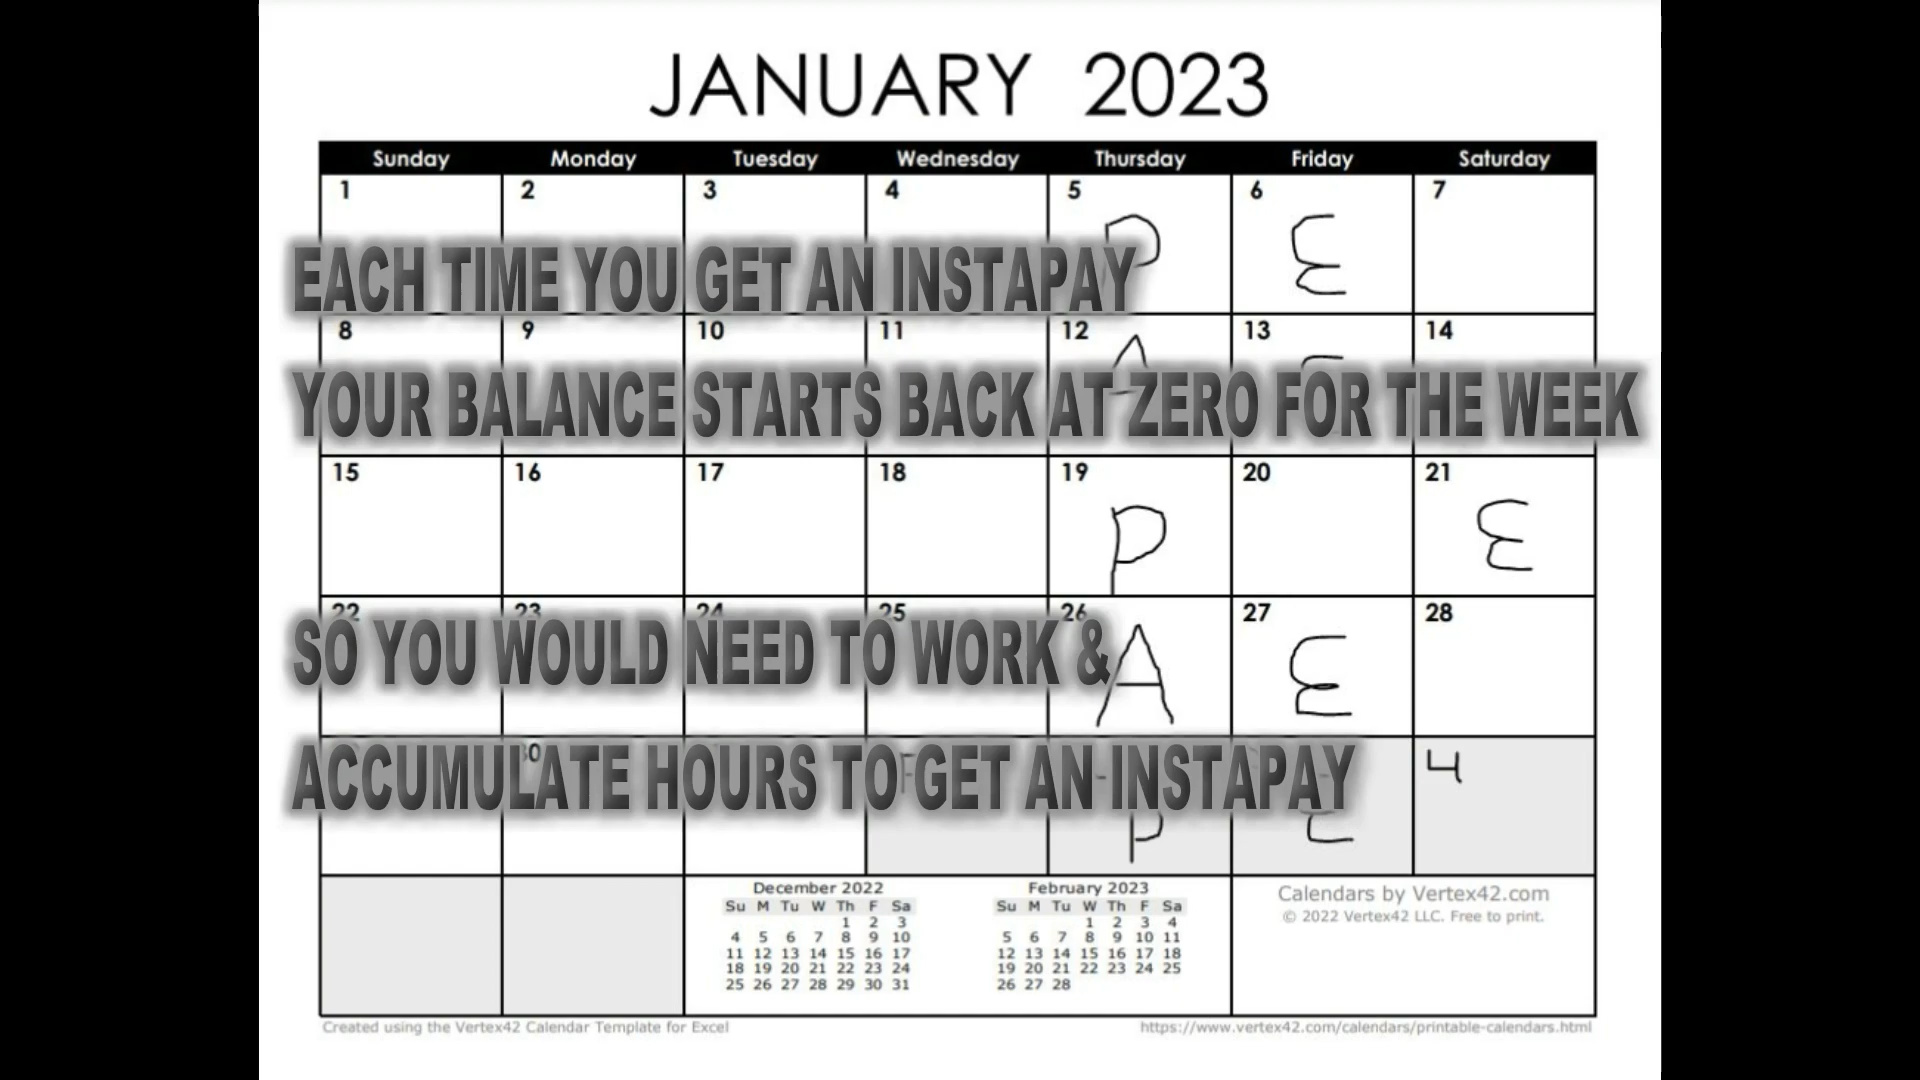 JANUARY 2023
Sunday Monday Tuesday Wednesday Thursday Friday Saturday
1 2 3 4 5 6 7
P E
EACH TIME YOU GET AN INSTAPAY
8 9 10 11 12 13 14
A E
YOUR BALANCE STARTS BACK AT ZERO FOR THE WEEK
15 16 17 18 19 20 21
P E
22 23 24 25 26 27 28
SO YOU WOULD NEED TO WORK &
A E
30 4
ACCUMULATE HOURS TO GET AN INSTAPAY
P E
December 2022
Su M Tu W Th F Sa
1 2 3
4 5 6 7 8 9 10
11 12 13 14 15 16 17
18 19 20 21 22 23 24
25 26 27 28 29 30 31
February 2023
Su M Tu W Th F Sa
1 2 3 4
5 6 7 8 9 10 11
12 13 14 15 16 17 18
19 20 21 22 23 24 25
26 27 28
Calendars by Vertex42.com
© 2022 Vertex42 LLC. Free to print.
Created using the Vertex42 Calendar Template for Excel
https://www.vertex42.com/calendars/printable-calendars.html